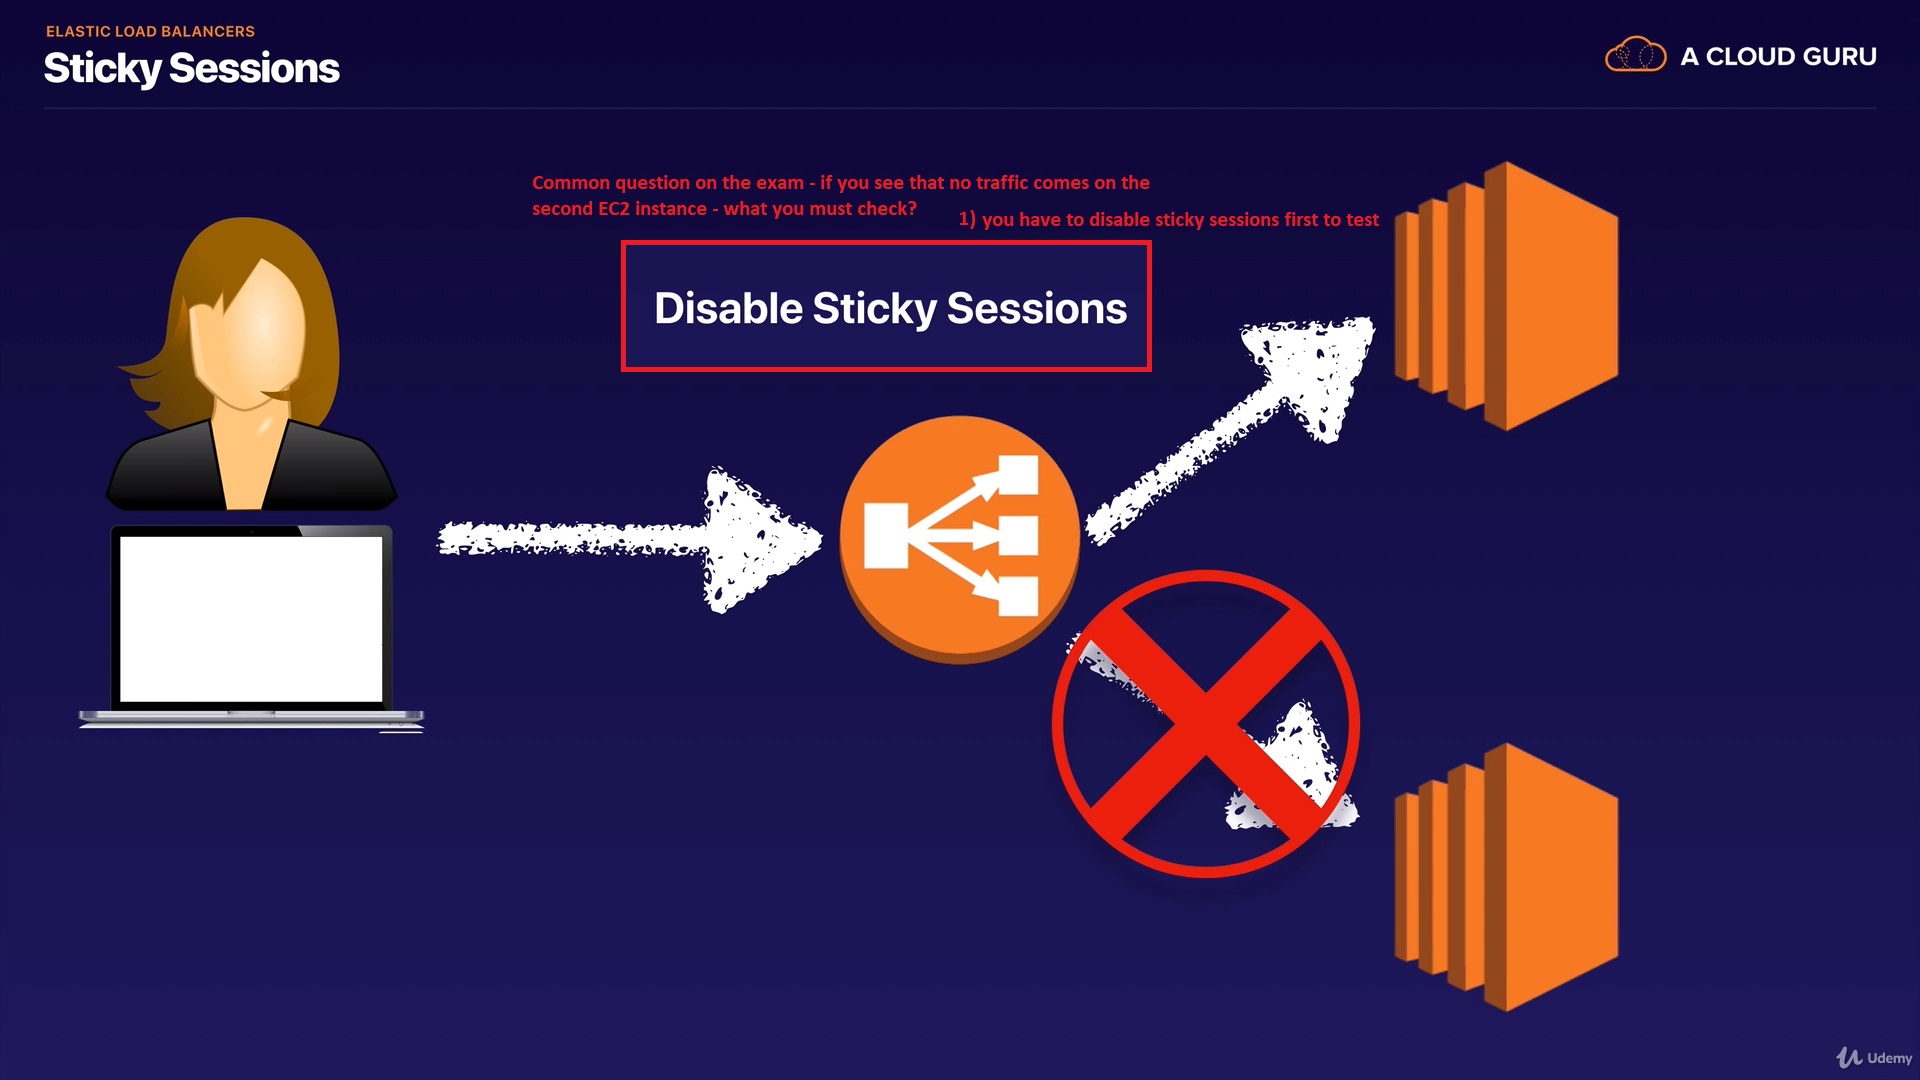 ELASTIC LOAD BALANCERS
Sticky Sessions
A CLOUD GURU
Common question on the exam - if you see that no traffic comes on the
second EC2 instance - what you must check?
1) you have to disable sticky sessions first to test
Disable Sticky Sessions
Udemy